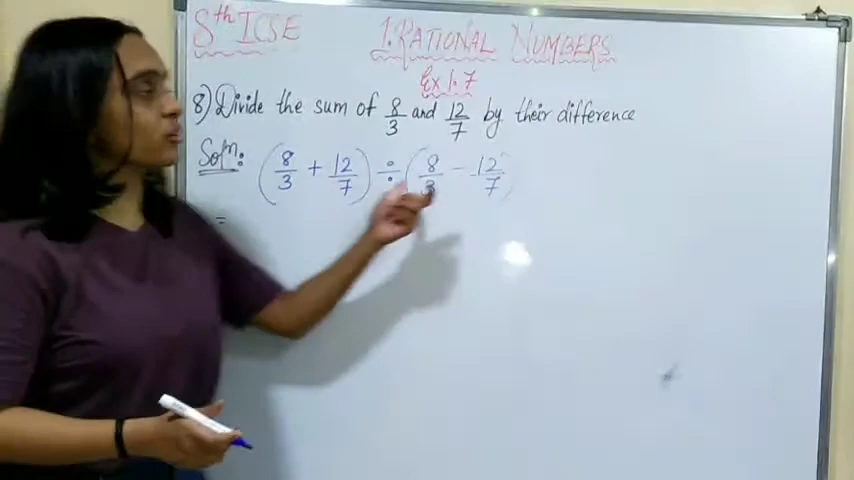 8th ICSE
1. RATIONAL NUMBERS
Ex 1.7
8) Divide the sum of 8/3 and 12/7 by their difference
Soln: (8/3 + 12/7) ÷ (8/3 - 12/7)
=